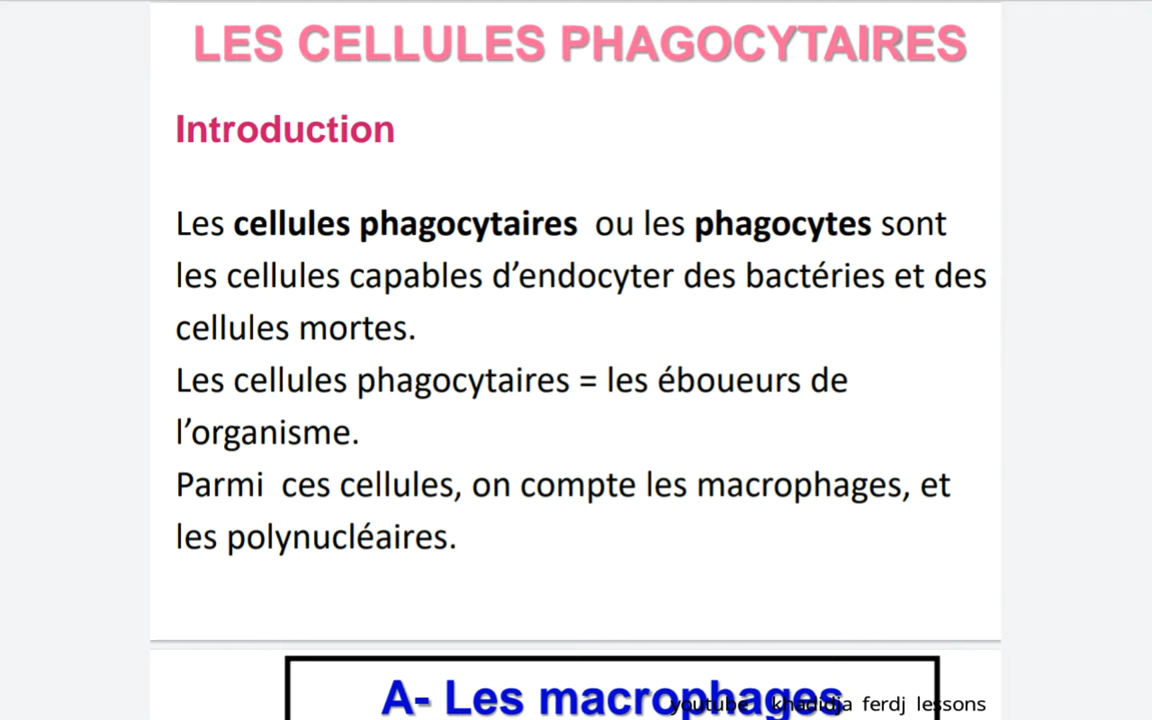 LES CELLULES PHAGOCYTAIRES
Introduction
Les cellules phagocytaires ou les phagocytes sont
les cellules capables d’endocyter des bactéries et des
cellules mortes.
Les cellules phagocytaires = les éboueurs de
l’organisme.
Parmi ces cellules, on compte les macrophages, et
les polynucléaires.
A- Les macrophages
youtube khadidja ferdj lessons